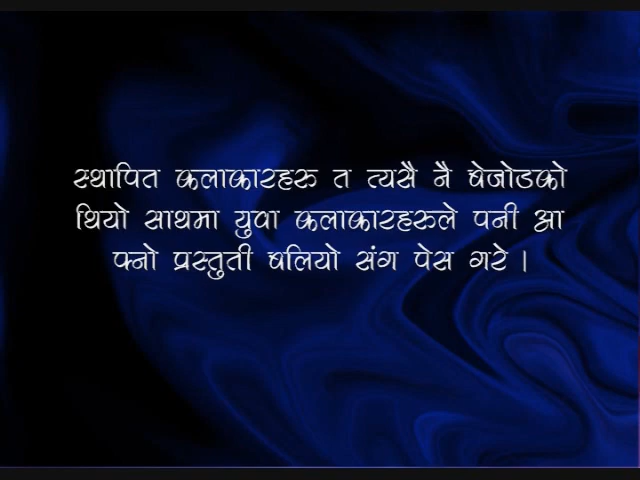 स्थापित कलाकारहरु त त्यसै नै बेजोडको
थियो साथमा युवा कलाकारहरुले पनी आ
फ्नो प्रस्तुती बलियो संग पेस गरे ।